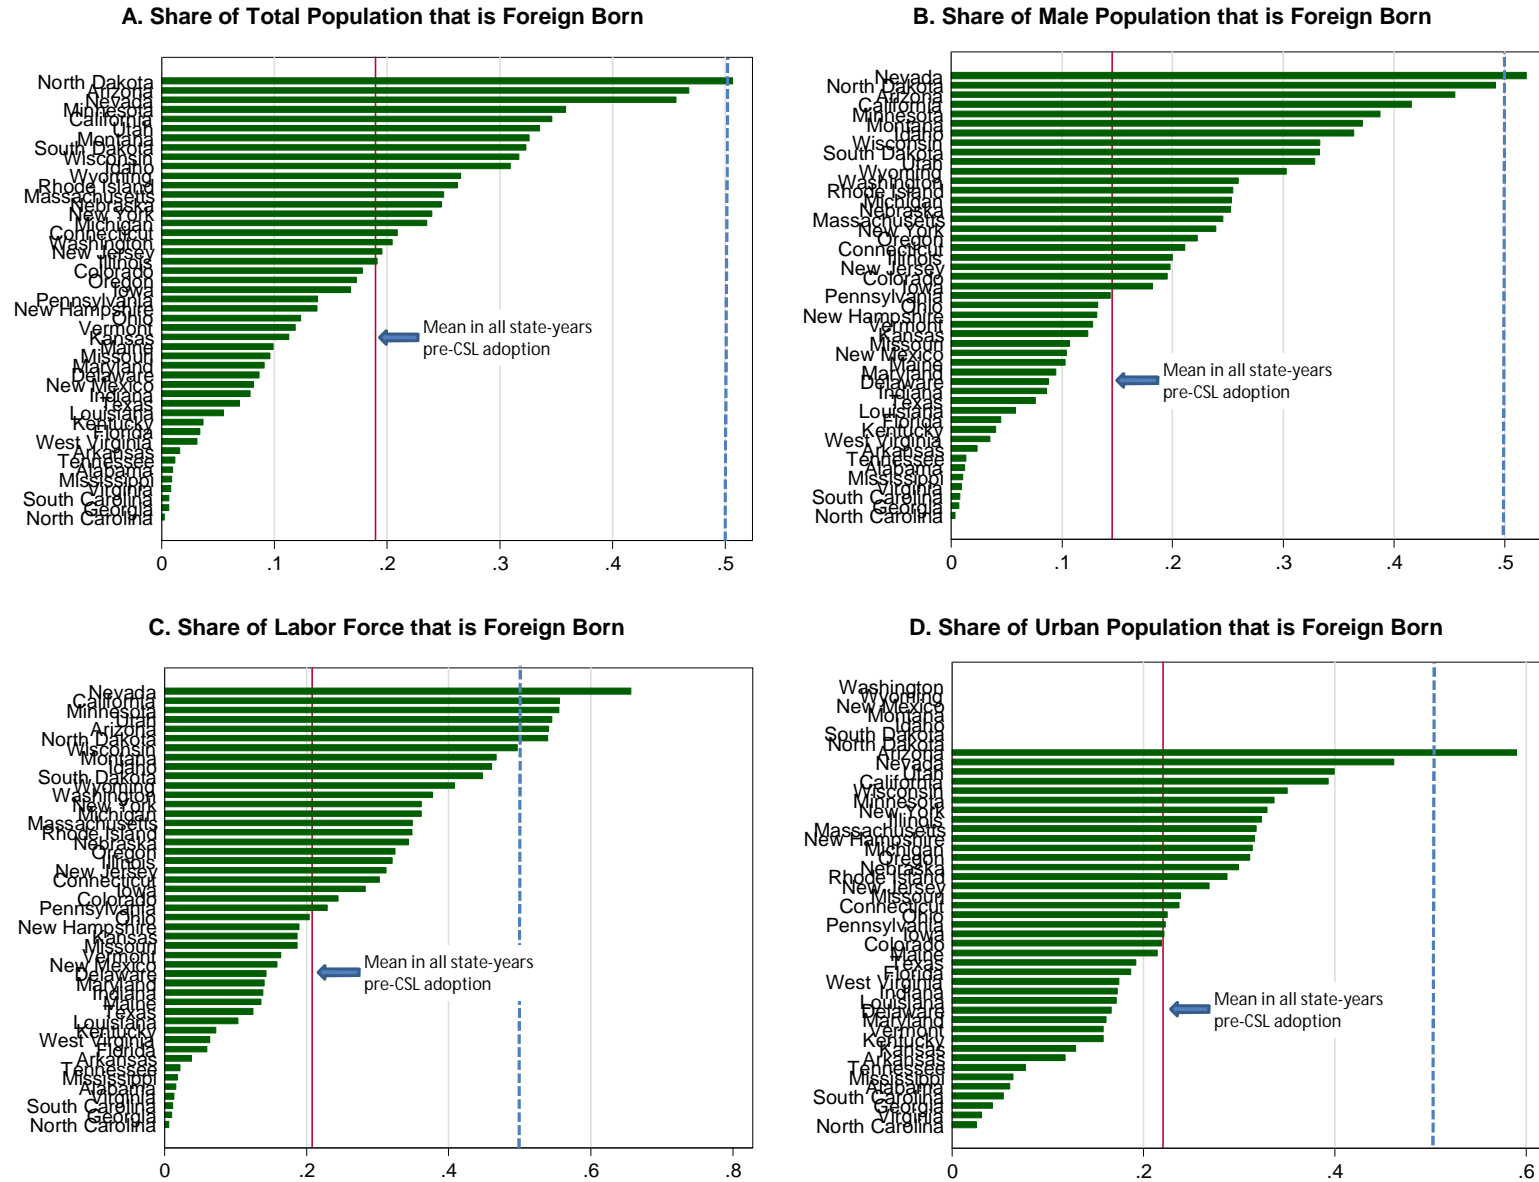 A. Share of Total Population that is Foreign Born
North Dakota
Arizona
Nevada
Minnesota
California
Utah
Montana
South Dakota
Wisconsin
Idaho
Wyoming
Rhode Island
Massachusetts
Nebraska
New York
Michigan
Connecticut
Washington
New Jersey
Illinois
Colorado
Oregon
Iowa
Pennsylvania
New Hampshire
Ohio
Vermont
Kansas
Maine
Missouri
Maryland
Delaware
New Mexico
Indiana
Texas
Louisiana
Kentucky
Florida
West Virginia
Arkansas
Tennessee
Alabama
Mississippi
Virginia
South Carolina
Georgia
North Carolina
Mean in all state-years
pre-CSL adoption
0 .1 .2 .3 .4 .5
B. Share of Male Population that is Foreign Born
Nevada
North Dakota
Arizona
California
Minnesota
Montana
Idaho
Wisconsin
South Dakota
Utah
Wyoming
Washington
Rhode Island
Michigan
Nebraska
Massachusetts
New York
Oregon
Connecticut
Illinois
New Jersey
Colorado
Iowa
Pennsylvania
Ohio
New Hampshire
Vermont
Kansas
Missouri
New Mexico
Maine
Maryland
Delaware
Indiana
Texas
Louisiana
Florida
Kentucky
West Virginia
Arkansas
Tennessee
Alabama
Mississippi
Virginia
South Carolina
Georgia
North Carolina
Mean in all state-years
pre-CSL adoption
0 .1 .2 .3 .4 .5
C. Share of Labor Force that is Foreign Born
Nevada
California
Minnesota
Utah
Arizona
North Dakota
Wisconsin
Montana
Idaho
South Dakota
Wyoming
Washington
New York
Michigan
Massachusetts
Rhode Island
Nebraska
Oregon
Illinois
New Jersey
Connecticut
Iowa
Colorado
Pennsylvania
Ohio
New Hampshire
Kansas
Missouri
Vermont
New Mexico
Delaware
Maryland
Indiana
Maine
Texas
Louisiana
Kentucky
West Virginia
Florida
Arkansas
Tennessee
Mississippi
Alabama
Virginia
South Carolina
Georgia
North Carolina
Mean in all state-years
pre-CSL adoption
0 .2 .4 .6 .8
D. Share of Urban Population that is Foreign Born
Washington
Wyoming
New Mexico
Montana
Idaho
South Dakota
North Dakota
Arizona
Nevada
Utah
California
Wisconsin
Minnesota
New York
Illinois
Massachusetts
New Hampshire
Michigan
Oregon
Nebraska
Rhode Island
New Jersey
Missouri
Connecticut
Ohio
Pennsylvania
Iowa
Colorado
Maine
Texas
Florida
West Virginia
Indiana
Louisiana
Delaware
Maryland
Vermont
Kentucky
Kansas
Arkansas
Tennessee
Mississippi
Alabama
South Carolina
Georgia
Virginia
North Carolina
Mean in all state-years
pre-CSL adoption
0 .2 .4 .6